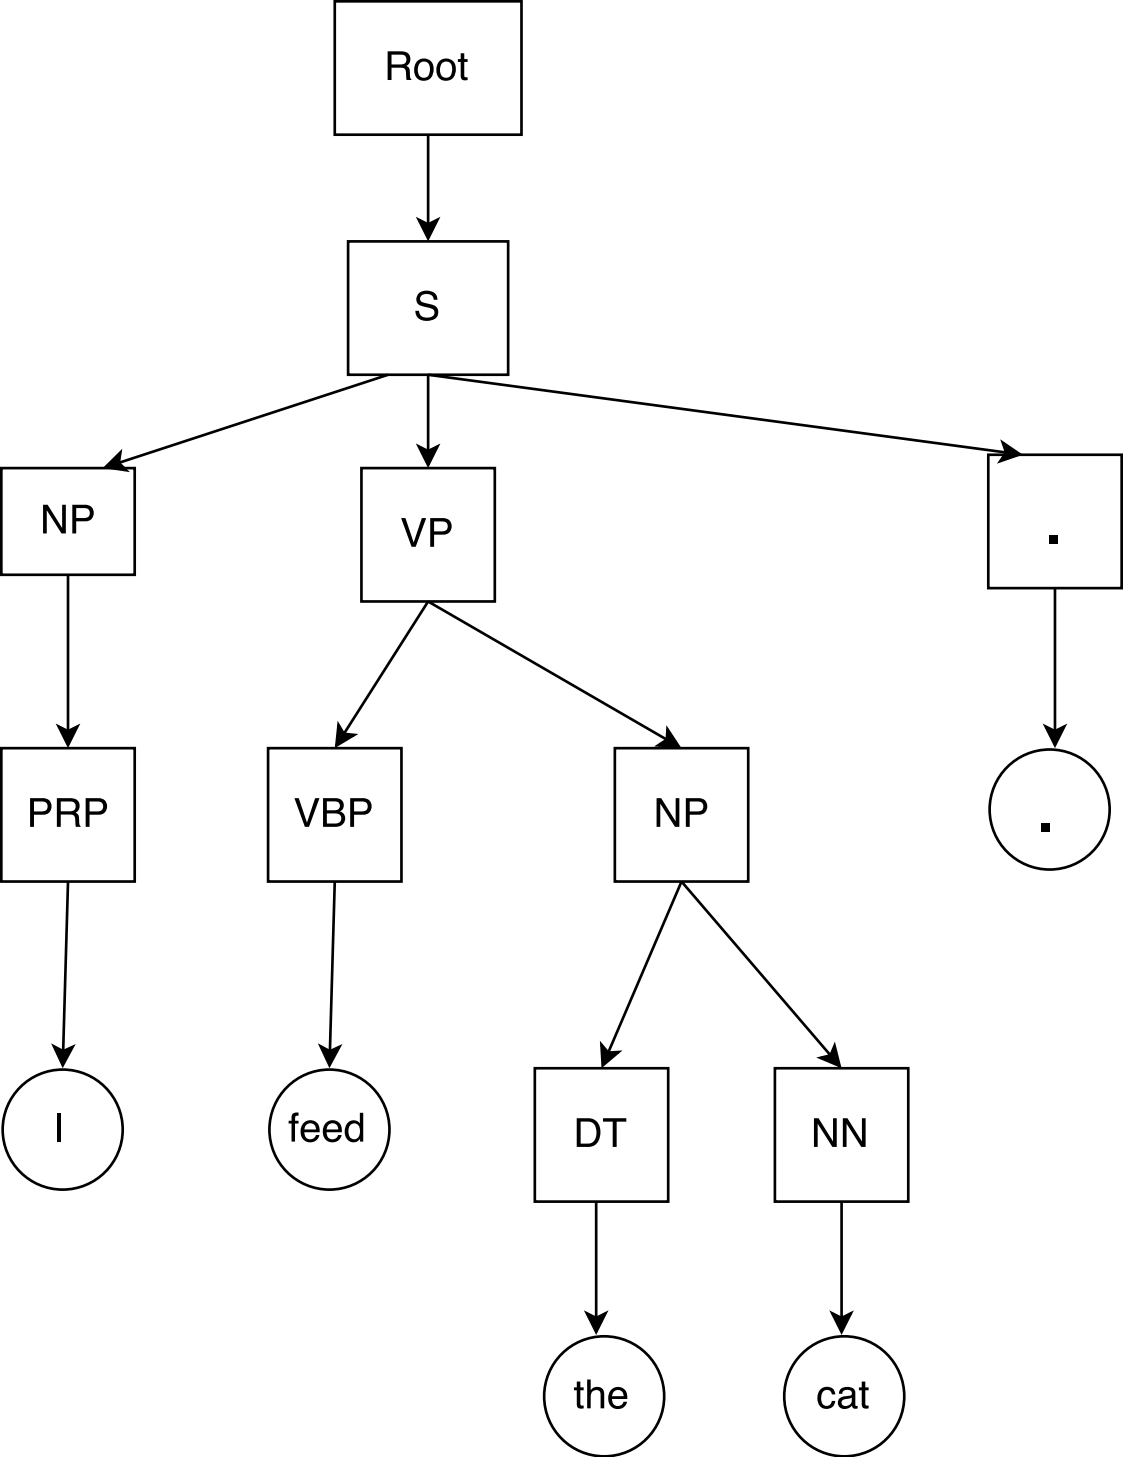 Root
S
NP VP .
PRP VBP NP .
I feed DT NN
the cat